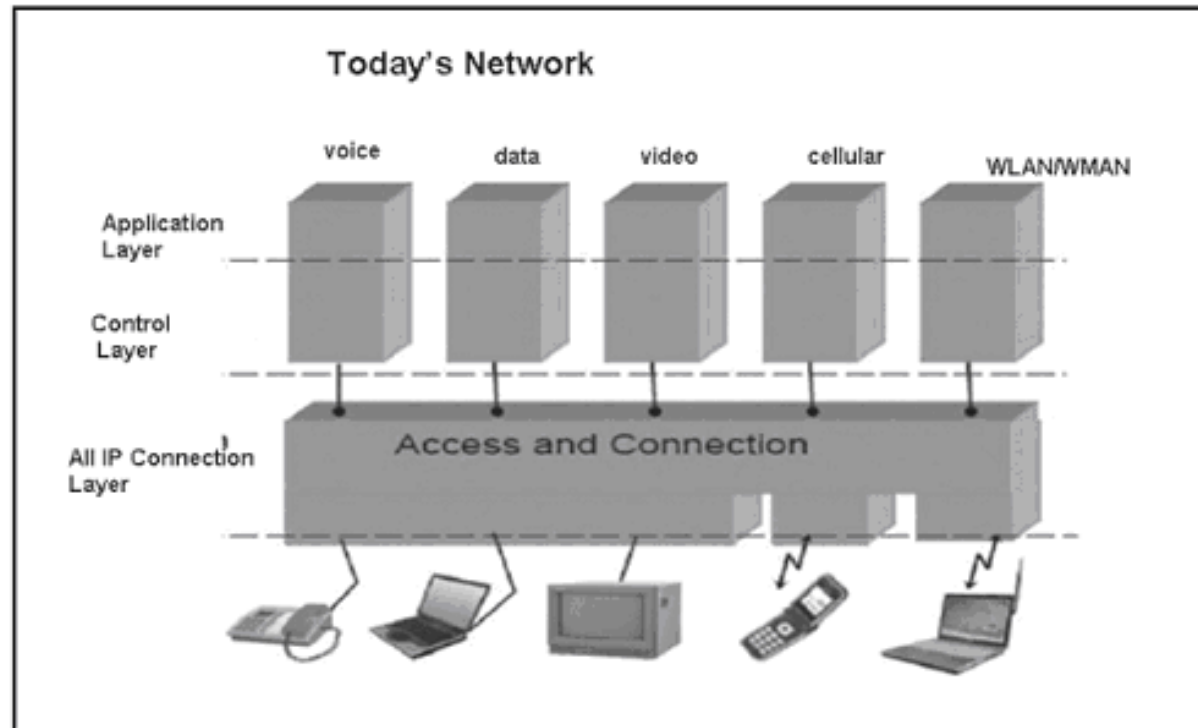 Today's Network
voice
data
video
cellular
WLAN/WMAN
Application
Layer
Control
Layer
All IP Connection
Layer
Access and Connection